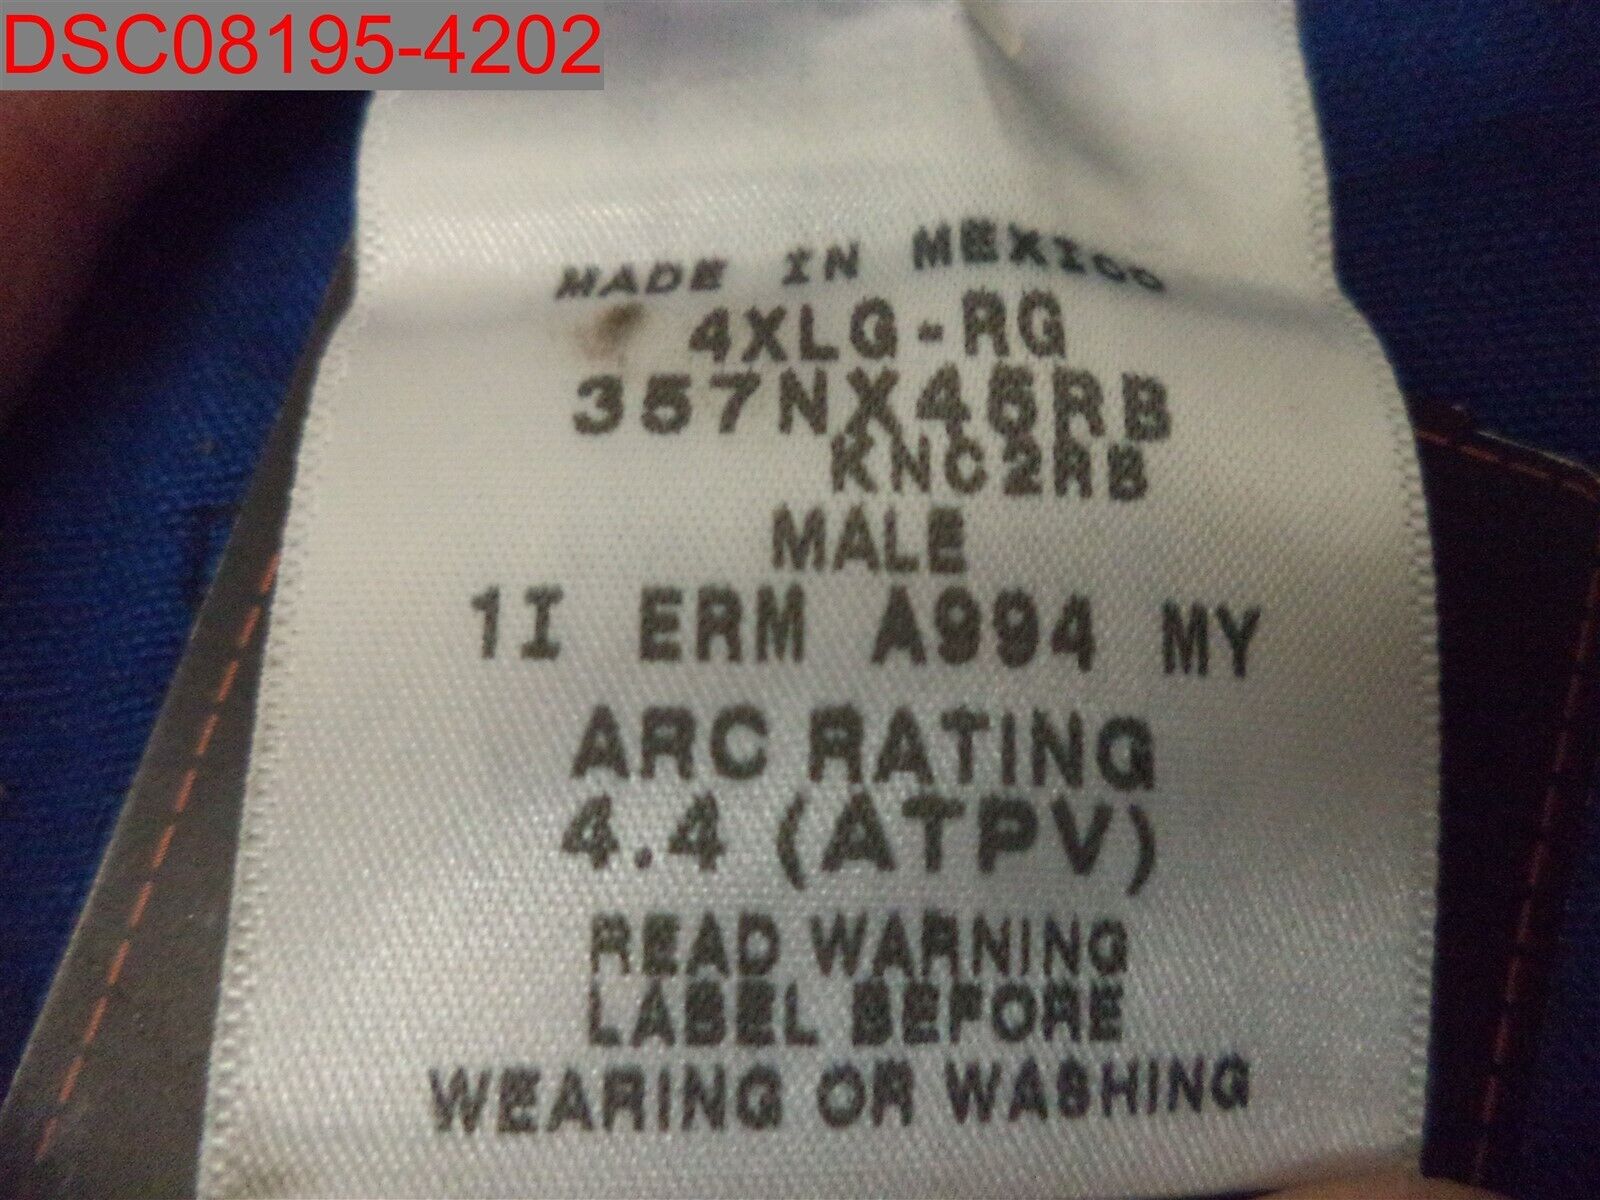 DSC08195-4202
MADE IN MEXICO
4XLG-RG
357NX46RB
KNC2RB
MALE
1I ERM A994 MY
ARC RATING
4.4 (ATPV)
READ WARNING
LABEL BEFORE
WEARING OR WASHING